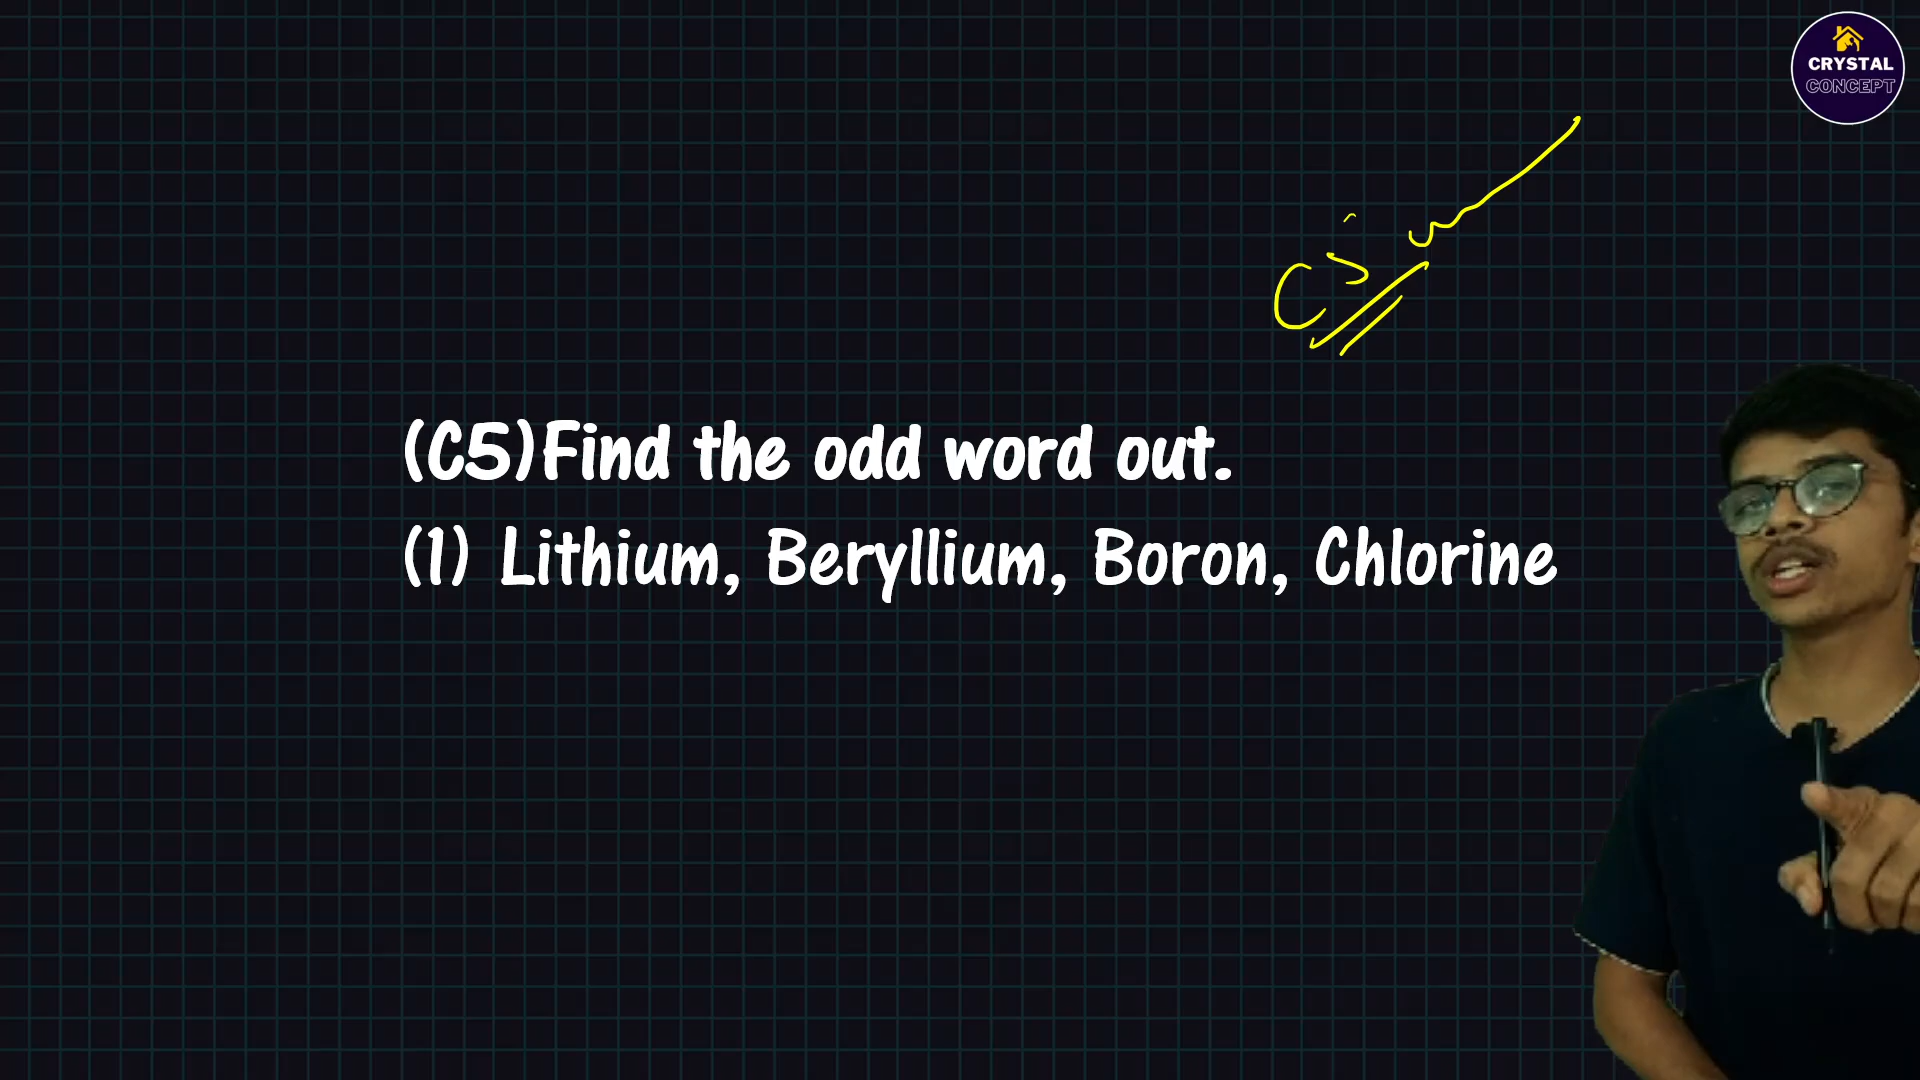 CRYSTAL
CONCEPT
(C5)Find the odd word out.
(1) Lithium, Beryllium, Boron, Chlorine